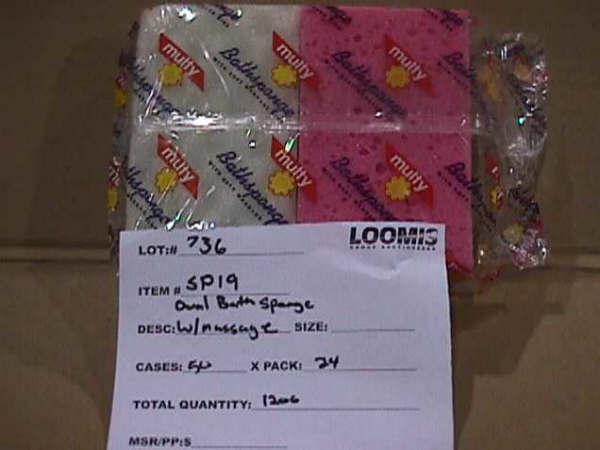 multy multy multy
Bathsponge Bathsponge
multy multy multy
Bathsponge Bathsponge
LOOMIS
LOT:# 736
ITEM # SP19
Oval Bath Sponge
DESC: w/massage SIZE:
CASES: 50 X PACK: 24
TOTAL QUANTITY: 1200
MSR/PP:$